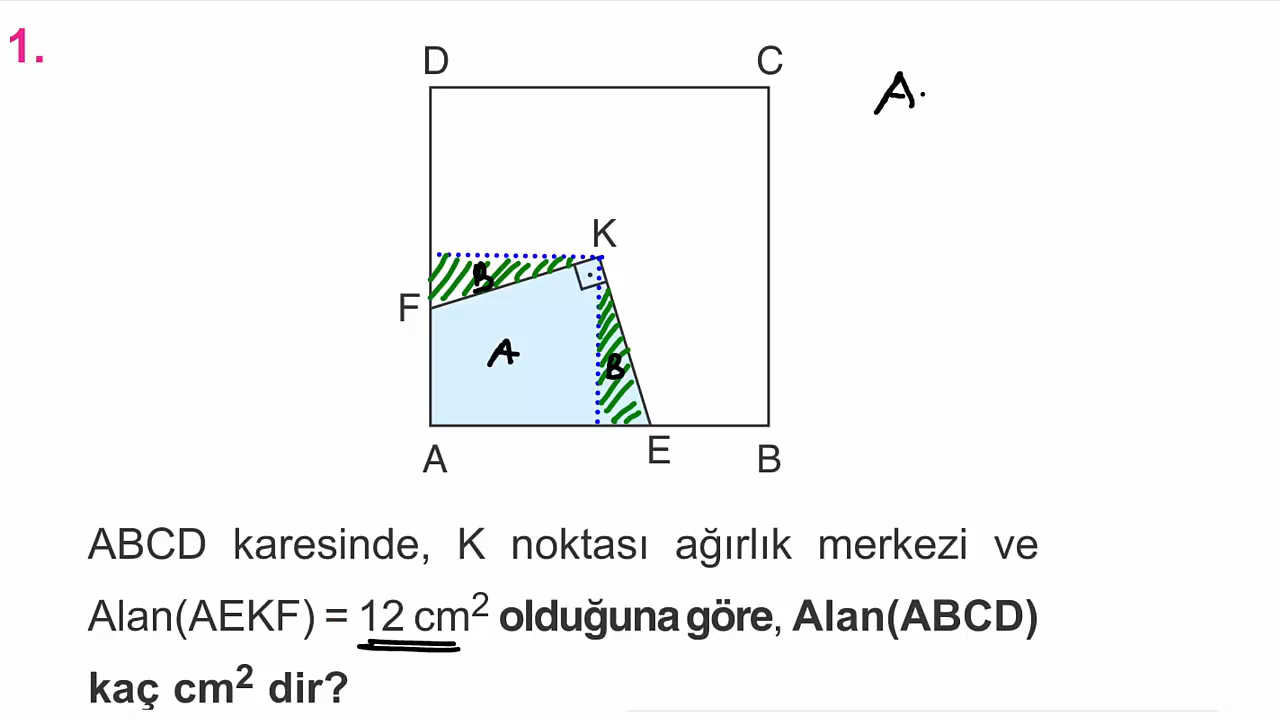 1.
D C
A.
K
B
F
A
B
A E B
ABCD karesinde, K noktası ağırlık merkezi ve
Alan(AEKF) = 12 cm² olduğuna göre, Alan(ABCD)
kaç cm² dir?